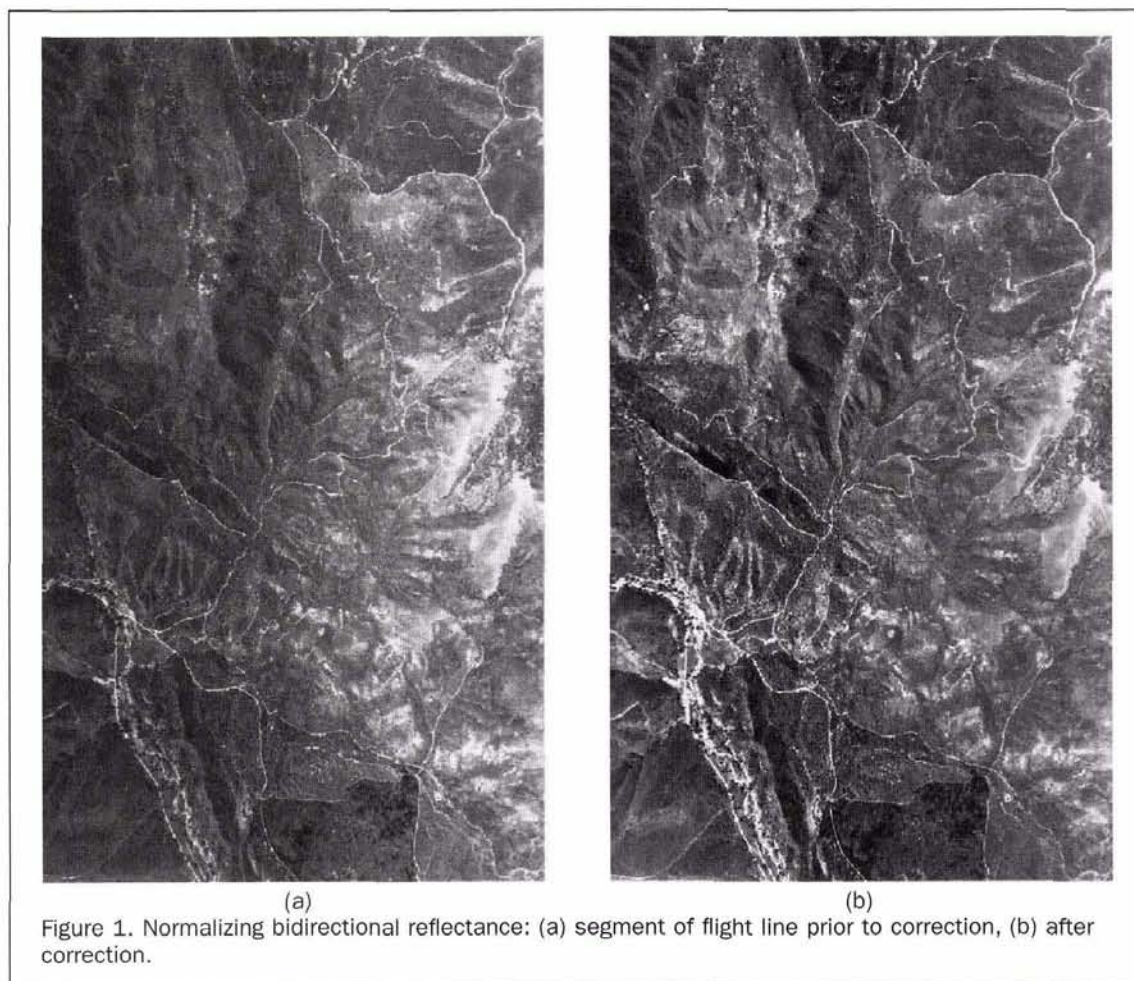 (a)
(b)
Figure 1. Normalizing bidirectional reflectance: (a) segment of flight line prior to correction, (b) after
correction.